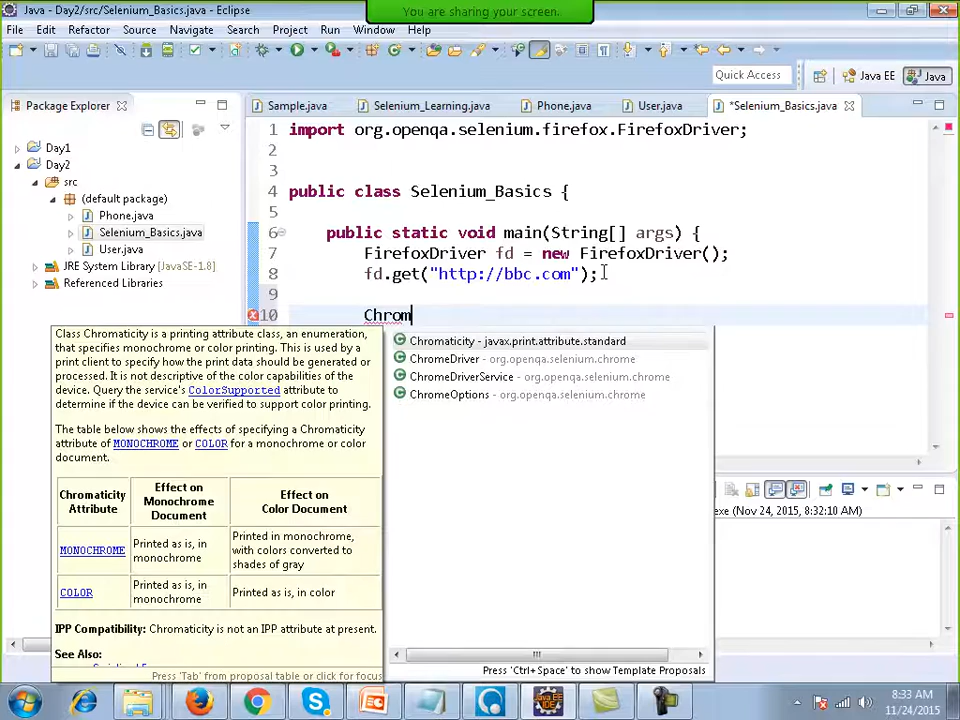 You are sharing your screen.
Java - Day2/src/Selenium_Basics.java - Eclipse
File Edit Refactor Source Navigate Search Project Run Window Help
Quick Access
Java EE
Java
Package Explorer
Sample.java
Selenium_Learning.java
Phone.java
User.java
*Selenium_Basics.java
Day1
Day2
src
(default package)
Phone.java
Selenium_Basics.java
User.java
JRE System Library [JavaSE-1.8]
Referenced Libraries
1 import org.openqa.selenium.firefox.FirefoxDriver;
2
3
4 public class Selenium_Basics {
5
6 public static void main(String[] args) {
7 FirefoxDriver fd = new FirefoxDriver();
8 fd.get("http://bbc.com");
9
10 Chrom
Class Chromaticity is a printing attribute class, an enumeration,
that specifies monochrome or color printing. This is used by a
print client to specify how the print data should be generated or
processed. It is not descriptive of the color capabilities of the
device. Query the service's ColorSupported attribute to
determine if the device can be verified to support color printing.
The table below shows the effects of specifying a Chromaticity
attribute of MONOCHROME or COLOR for a monochrome or color
document.
Chromaticity Attribute
Effect on Monochrome Document
Effect on Color Document
MONOCHROME
Printed as is, in monochrome
Printed in monochrome, with colors converted to shades of gray
COLOR
Printed as is, in monochrome
Printed as is, in color
IPP Compatibility: Chromaticity is not an IPP attribute at present.
See Also:
Press 'Tab' from proposal table or click for focus
Chromaticity - javax.print.attribute.standard
ChromeDriver - org.openqa.selenium.chrome
ChromeDriverService - org.openqa.selenium.chrome
ChromeOptions - org.openqa.selenium.chrome
Press 'Ctrl+Space' to show Template Proposals
exe (Nov 24, 2015, 8:32:10 AM)
8:33 AM
11/24/2015